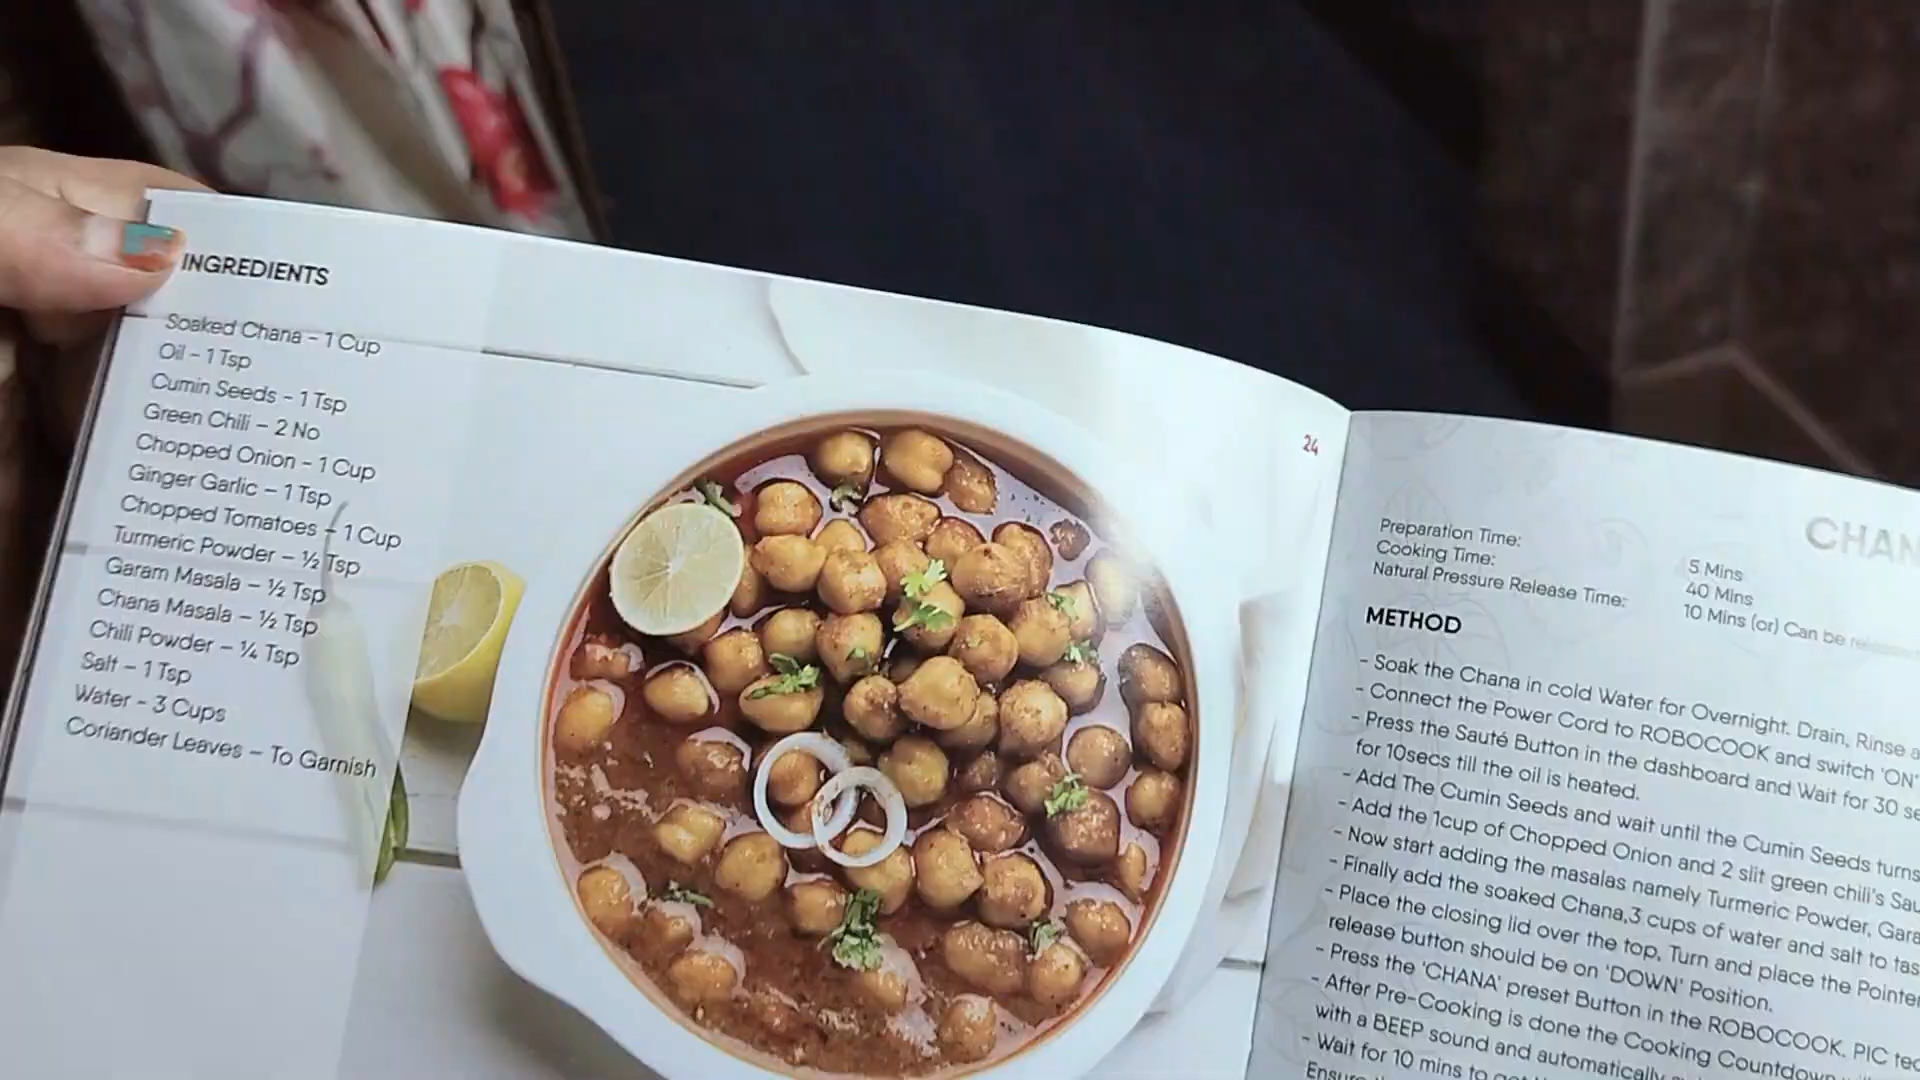 INGREDIENTS
Soaked Chana – 1 Cup
Oil – 1 Tsp
Cumin Seeds – 1 Tsp
Green Chili – 2 No
Chopped Onion – 1 Cup
Ginger Garlic – 1 Tsp
Chopped Tomatoes – 1 Cup
Turmeric Powder – ½ Tsp
Garam Masala – ½ Tsp
Chana Masala – ½ Tsp
Chili Powder – ¼ Tsp
Salt – 1 Tsp
Water – 3 Cups
Coriander Leaves – To Garnish
24
CHAN
Preparation Time: 5 Mins
Cooking Time: 40 Mins
Natural Pressure Release Time: 10 Mins (or) Can be
METHOD
- Soak the Chana in cold Water for Overnight. Drain, Rinse
- Connect the Power Cord to ROBOCOOK and switch 'ON'
- Press the Sauté Button in the dashboard and Wait for 30
for 10secs till the oil is heated.
- Add The Cumin Seeds and wait until the Cumin Seeds turns
- Add the 1cup of Chopped Onion and 2 slit green chili's
- Now start adding the masalas namely Turmeric Powder,
- Finally add the soaked Chana,3 cups of water and salt to
- Place the closing lid over the top, Turn and place the Pointer
release button should be on 'DOWN' Position.
- Press the 'CHANA' preset Button in the ROBOCOOK. PIC
- After Pre-Cooking is done the Cooking Countdown
with a BEEP sound and automatically
- Wait for 10 mins to